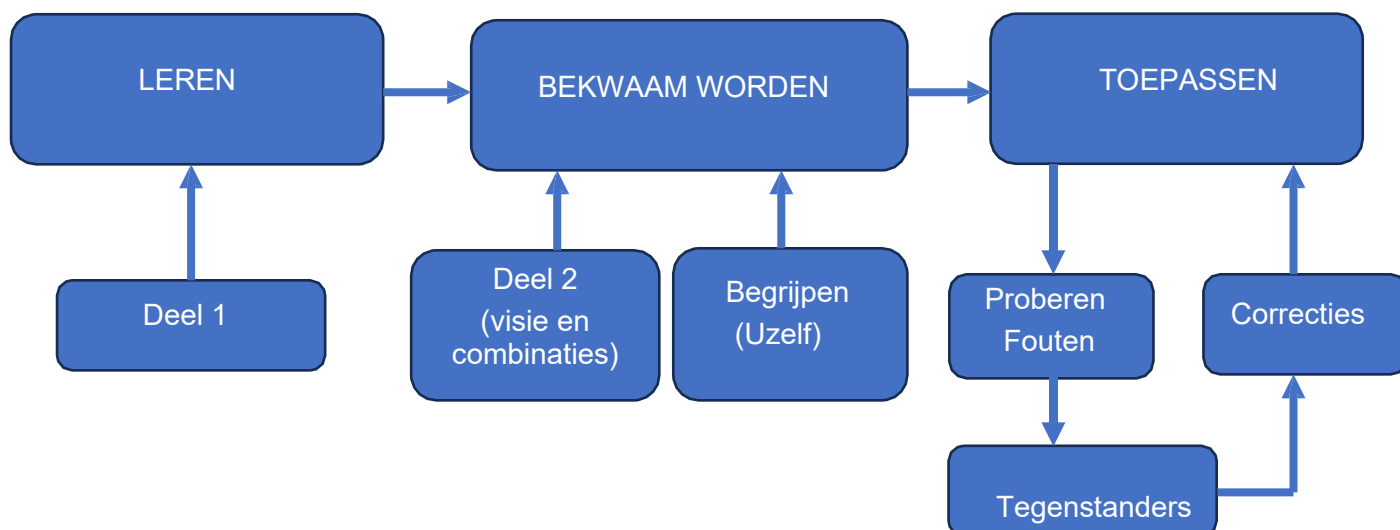 LEREN
BEKWAAM WORDEN
TOEPASSEN
Deel 1
Deel 2
(visie en
combinaties)
Begrijpen
(Uzelf)
Proberen
Fouten
Correcties
Tegenstanders